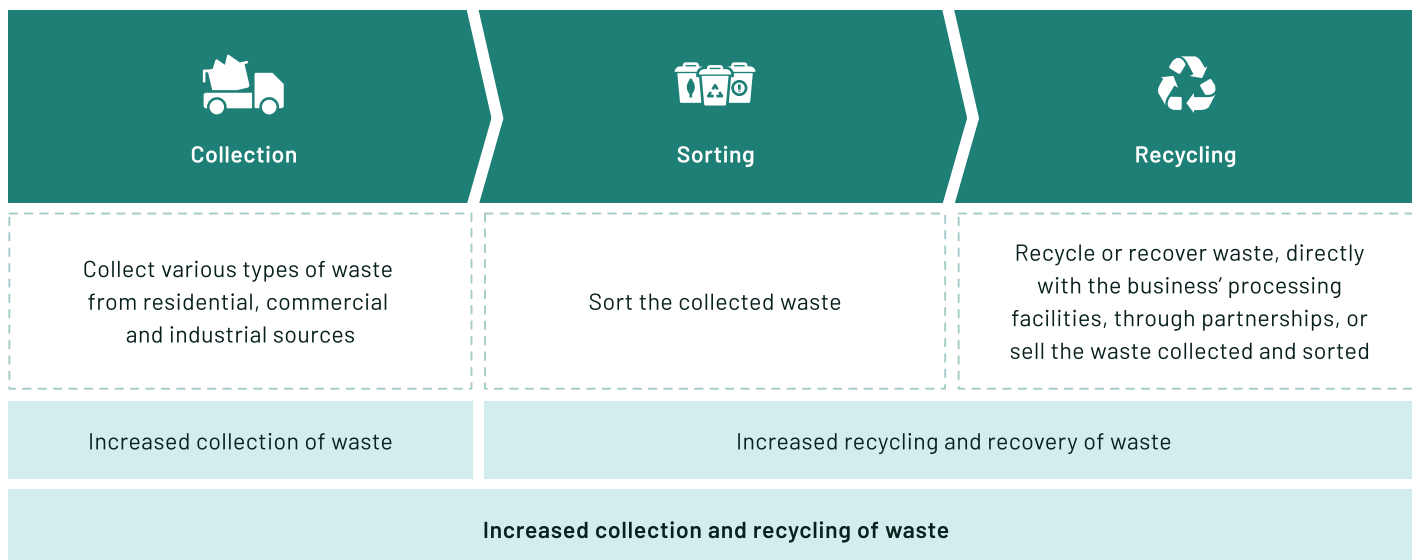 Collection
Sorting
Recycling
Collect various types of waste
from residential, commercial
and industrial sources
Sort the collected waste
Recycle or recover waste, directly
with the business’ processing
facilities, through partnerships, or
sell the waste collected and sorted
Increased collection of waste
Increased recycling and recovery of waste
Increased collection and recycling of waste